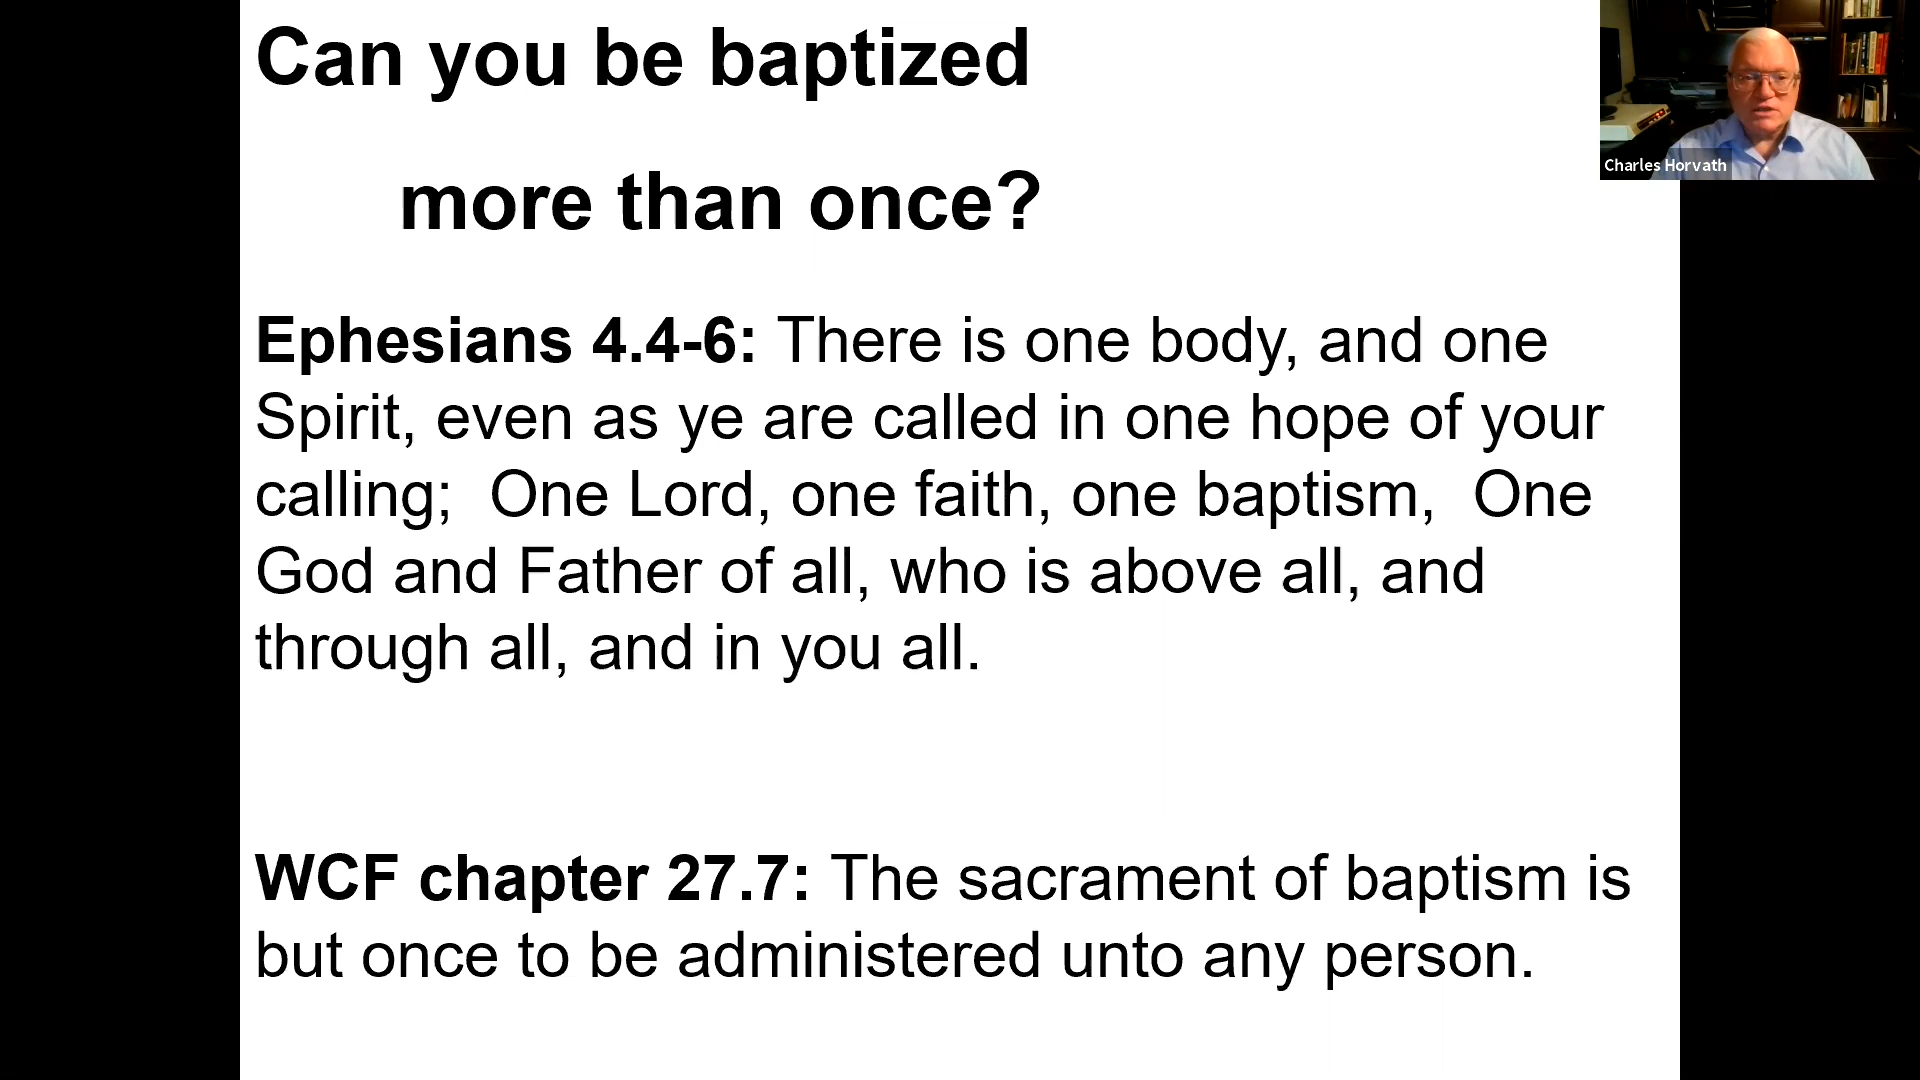 Can you be baptized
more than once?
Charles Horvath
Ephesians 4.4-6: There is one body, and one
Spirit, even as ye are called in one hope of your
calling;  One Lord, one faith, one baptism,  One
God and Father of all, who is above all, and
through all, and in you all.
WCF chapter 27.7: The sacrament of baptism is
but once to be administered unto any person.